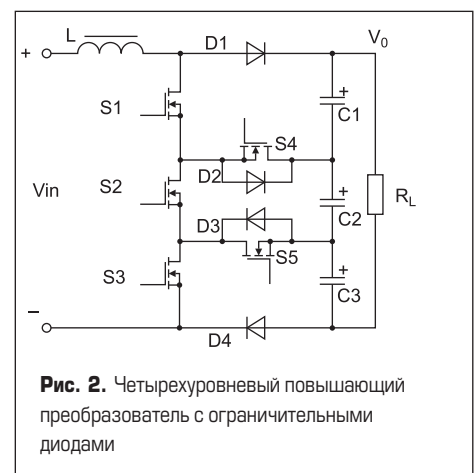 L
D1
V0
+
+
S1
C1
S4
+
D2
Vin
S2
RL
D3
C2
+
S5
S3
C3
−
D4
Рис. 2. Четырехуровневый повышающий
преобразователь с ограничительными
диодами